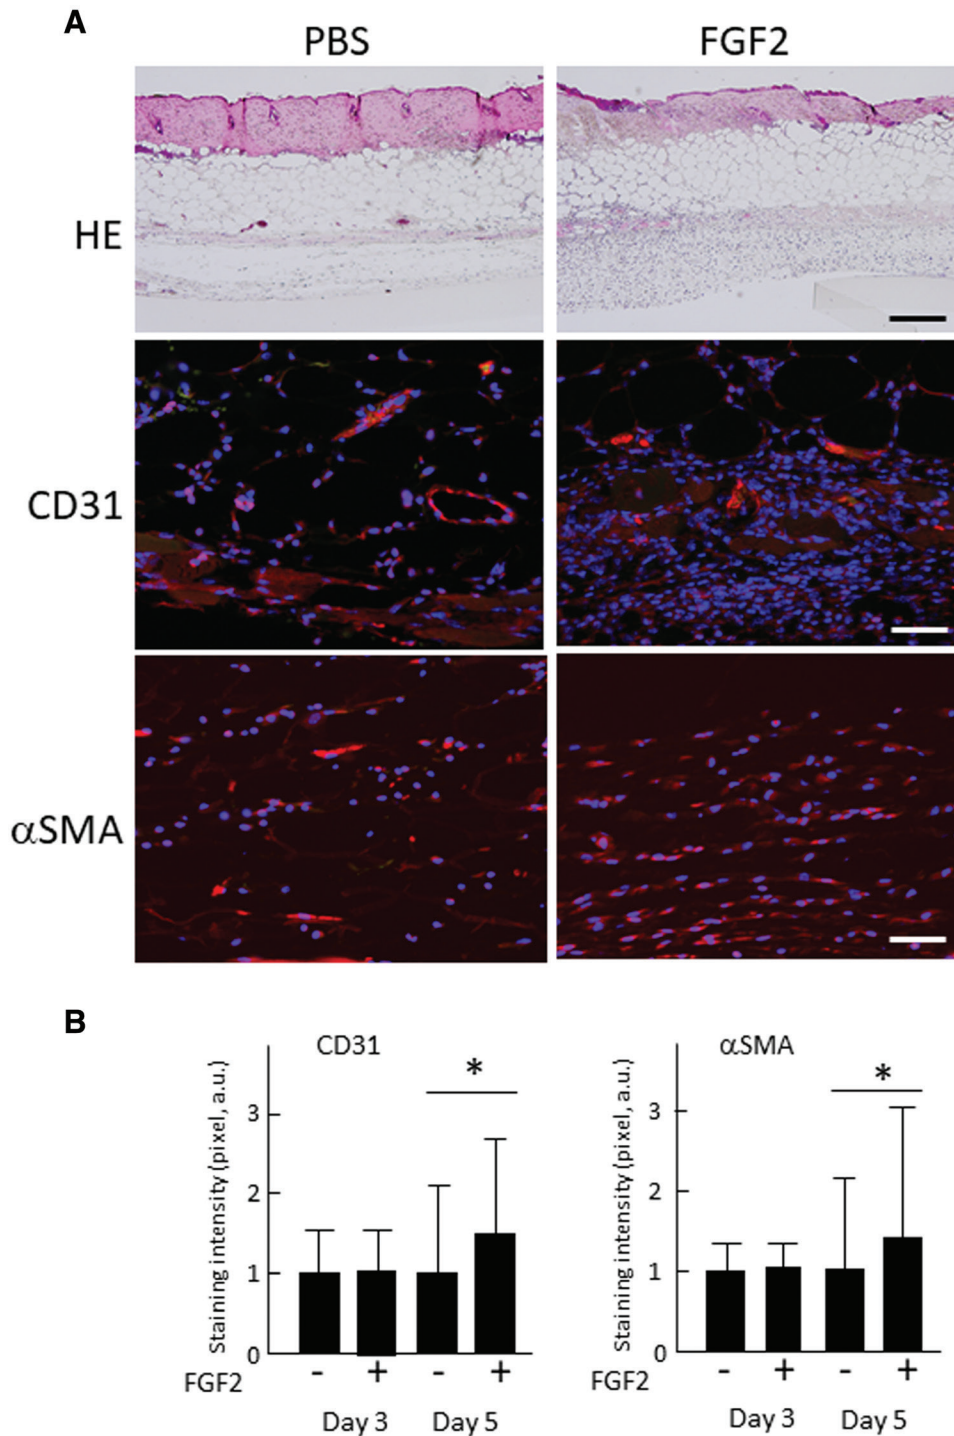 A
PBS FGF2
HE
CD31
αSMA
B
CD31
Staining intensity (pixel, a.u.)
3
2
1
0
*
FGF2 - + - +
Day 3 Day 5
αSMA
Staining intensity (pixel, a.u.)
3
2
1
0
*
FGF2 - + - +
Day 3 Day 5